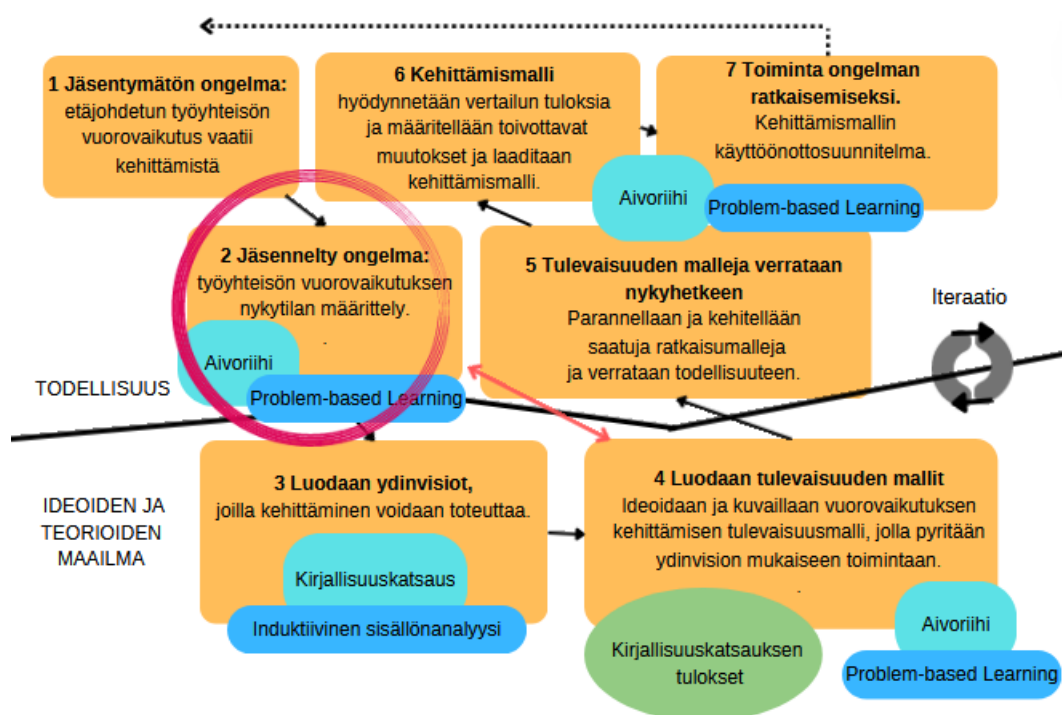 1 Jäsentymätön ongelma:
etäjohdetun työyhteisön
vuorovaikutus vaatii
kehittämistä
6 Kehittämismalli
hyödynnetään vertailun tuloksia
ja määritellään toivottavat
muutokset ja laaditaan
kehittämismalli.
7 Toiminta ongelman
ratkaisemiseksi.
Kehittämismallin
käyttöönottosuunnitelma.
Aivoriihi
Problem-based Learning
2 Jäsennelty ongelma:
työyhteisön vuorovaikutuksen
nykytilan määrittely.
.
Aivoriihi
Problem-based Learning
5 Tulevaisuuden malleja verrataan
nykyhetkeen
Parannellaan ja kehitellään
saatuja ratkaisumalleja
ja verrataan todellisuuteen.
Iteraatio
TODELLISUUS
IDEOIDEN JA
TEORIOIDEN
MAAILMA
3 Luodaan ydinvisiot,
joilla kehittäminen voidaan toteuttaa.
Kirjallisuuskatsaus
Induktiivinen sisällönanalyysi
4 Luodaan tulevaisuuden mallit
Ideoidaan ja kuvaillaan vuorovaikutuksen
kehittämisen tulevaisuusmalli, jolla pyritään
ydinvision mukaiseen toimintaan.
.
Kirjallisuuskatsauksen
tulokset
Aivoriihi
Problem-based Learning